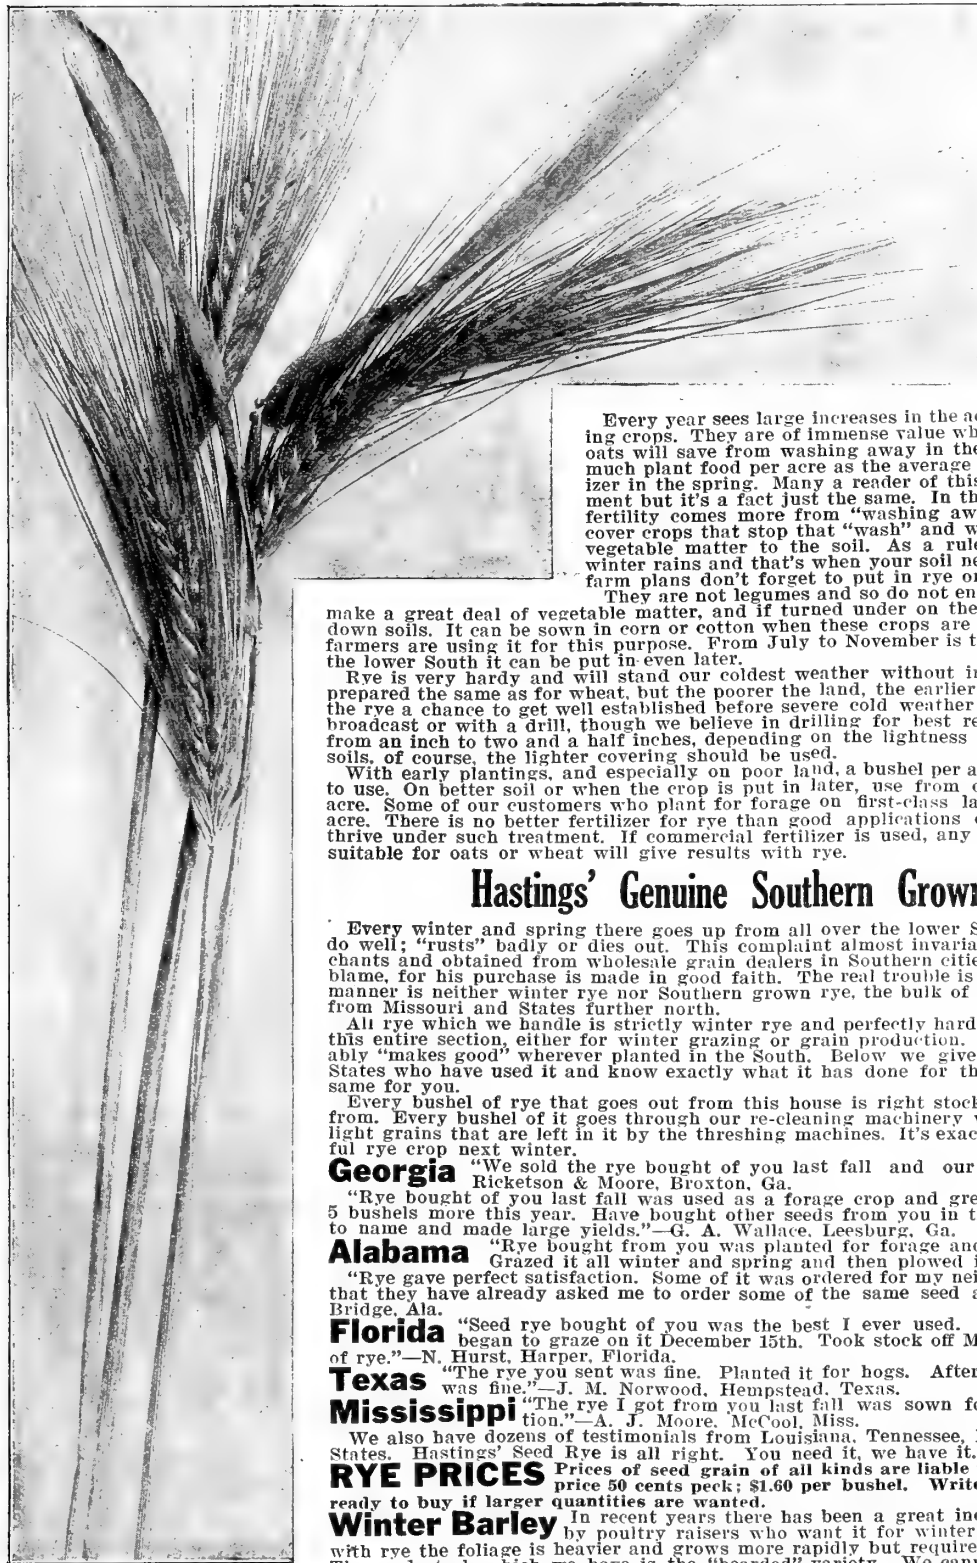 Every year sees large increases in the
ing crops. They are of immense value
oats will save from washing away in the
much plant food per acre as the average
izer in the spring. Many a reader of this
ment but it's a fact just the same. In
fertility comes more from "washing
cover crops that stop that "wash" and
vegetable matter to the soil. As a rule
winter rains and that's when your soil
farm plans don't forget to put in rye or
They are not legumes and so do not
make a great deal of vegetable matter, and if turned under on the
down soils. It can be sown in corn or cotton when these crops are
farmers are using it for this purpose. From July to November is
the lower South it can be put in even later.
Rye is very hardy and will stand our coldest weather without
prepared the same as for wheat, but the poorer the land, the earlier
the rye a chance to get well established before severe cold weather
broadcast or with a drill, though we believe in drilling for best
from an inch to two and a half inches, depending on the lightness
soils, of course, the lighter covering should be used.
With early plantings, and especially on poor land, a bushel per
to use. On better soil or when the crop is put in later, use from
acre. Some of our customers who plant for forage on first-class
acre. There is no better fertilizer for rye than good applications
thrive under such treatment. If commercial fertilizer is used, any
suitable for oats or wheat will give results with rye.
Hastings' Genuine Southern Grown
Every winter and spring there goes up from all over the lower
do well; "rusts" badly or dies out. This complaint almost
chants and obtained from wholesale grain dealers in Southern
blame, for his purchase is made in good faith. The real trouble is
manner is neither winter rye nor Southern grown rye, the bulk of
from Missouri and States further north.
All rye which we handle is strictly winter rye and perfectly
this entire section, either for winter grazing or grain production.
ably "makes good" wherever planted in the South. Below we give
States who have used it and know exactly what it has done for
same for you.
Every bushel of rye that goes out from this house is right
from. Every bushel of it goes through our re-cleaning machinery
light grains that are left in it by the threshing machines. It's
ful rye crop next winter.
Georgia "We sold the rye bought of you last fall and our
Ricketson & Moore, Broxton, Ga.
"Rye bought of you last fall was used as a forage crop and
5 bushels more this year. Have bought other seeds from you in
to name and made large yields."—G. A. Wallace, Leesburg, Ga.
Alabama "Rye bought from you was planted for forage and
Grazed it all winter and spring and then plowed
"Rye gave perfect satisfaction. Some of it was ordered for my
that they have already asked me to order some of the same seed
Bridge, Ala.
Florida "Seed rye bought of you was the best I ever used.
began to graze on it December 15th. Took stock off
of rye."—N. Hurst, Harper, Florida.
Texas "The rye you sent was fine. Planted it for hogs. After
was fine."—J. M. Norwood, Hempstead, Texas.
Mississippi "The rye I got from you last fall was sown
tion."—A. J. Moore, McCool, Miss.
We also have dozens of testimonials from Louisiana, Tennessee,
States. Hastings' Seed Rye is all right. You need it, we have it.
RYE PRICES Prices of seed grain of all kinds are liable
price 50 cents peck; $1.60 per bushel. Write
ready to buy if larger quantities are wanted.
Winter Barley In recent years there has been a great
by poultry raisers who want it for winter
with rye the foliage is heavier and grows more rapidly but